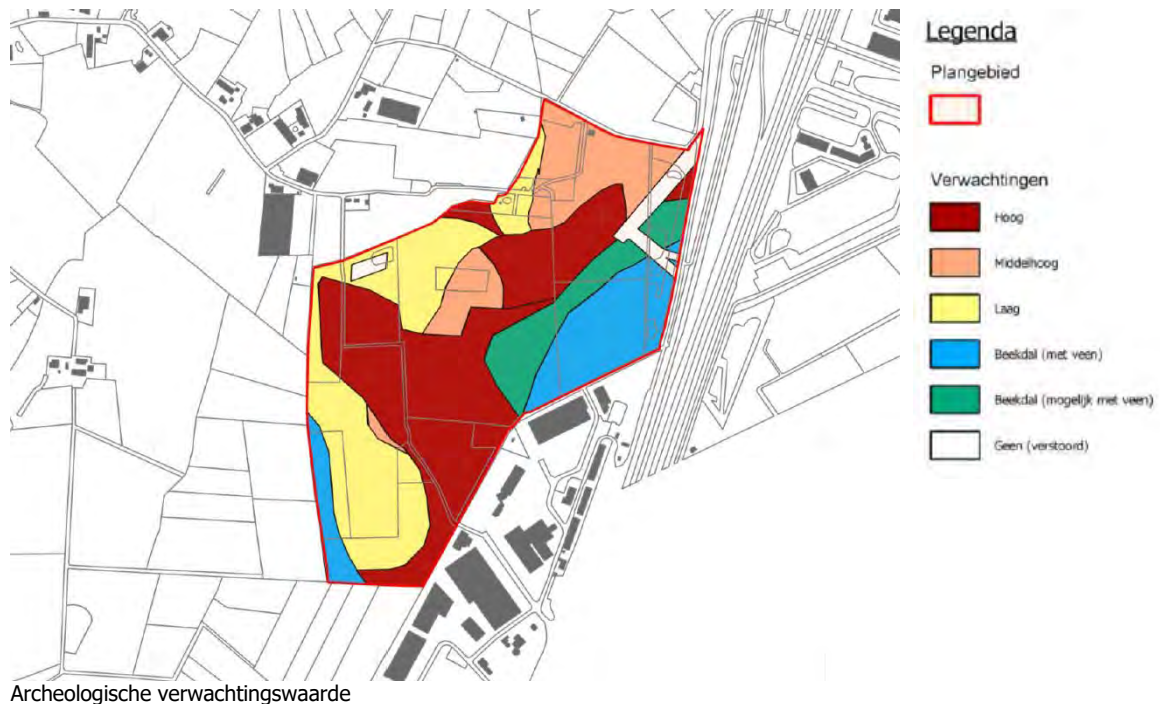 Legenda
Plangebied
Verwachtingen
Hoog
Middelhoog
Laag
Beekdal (met veen)
Beekdal (mogelijk met veen)
Geen (verstoord)
Archeologische verwachtingswaarde